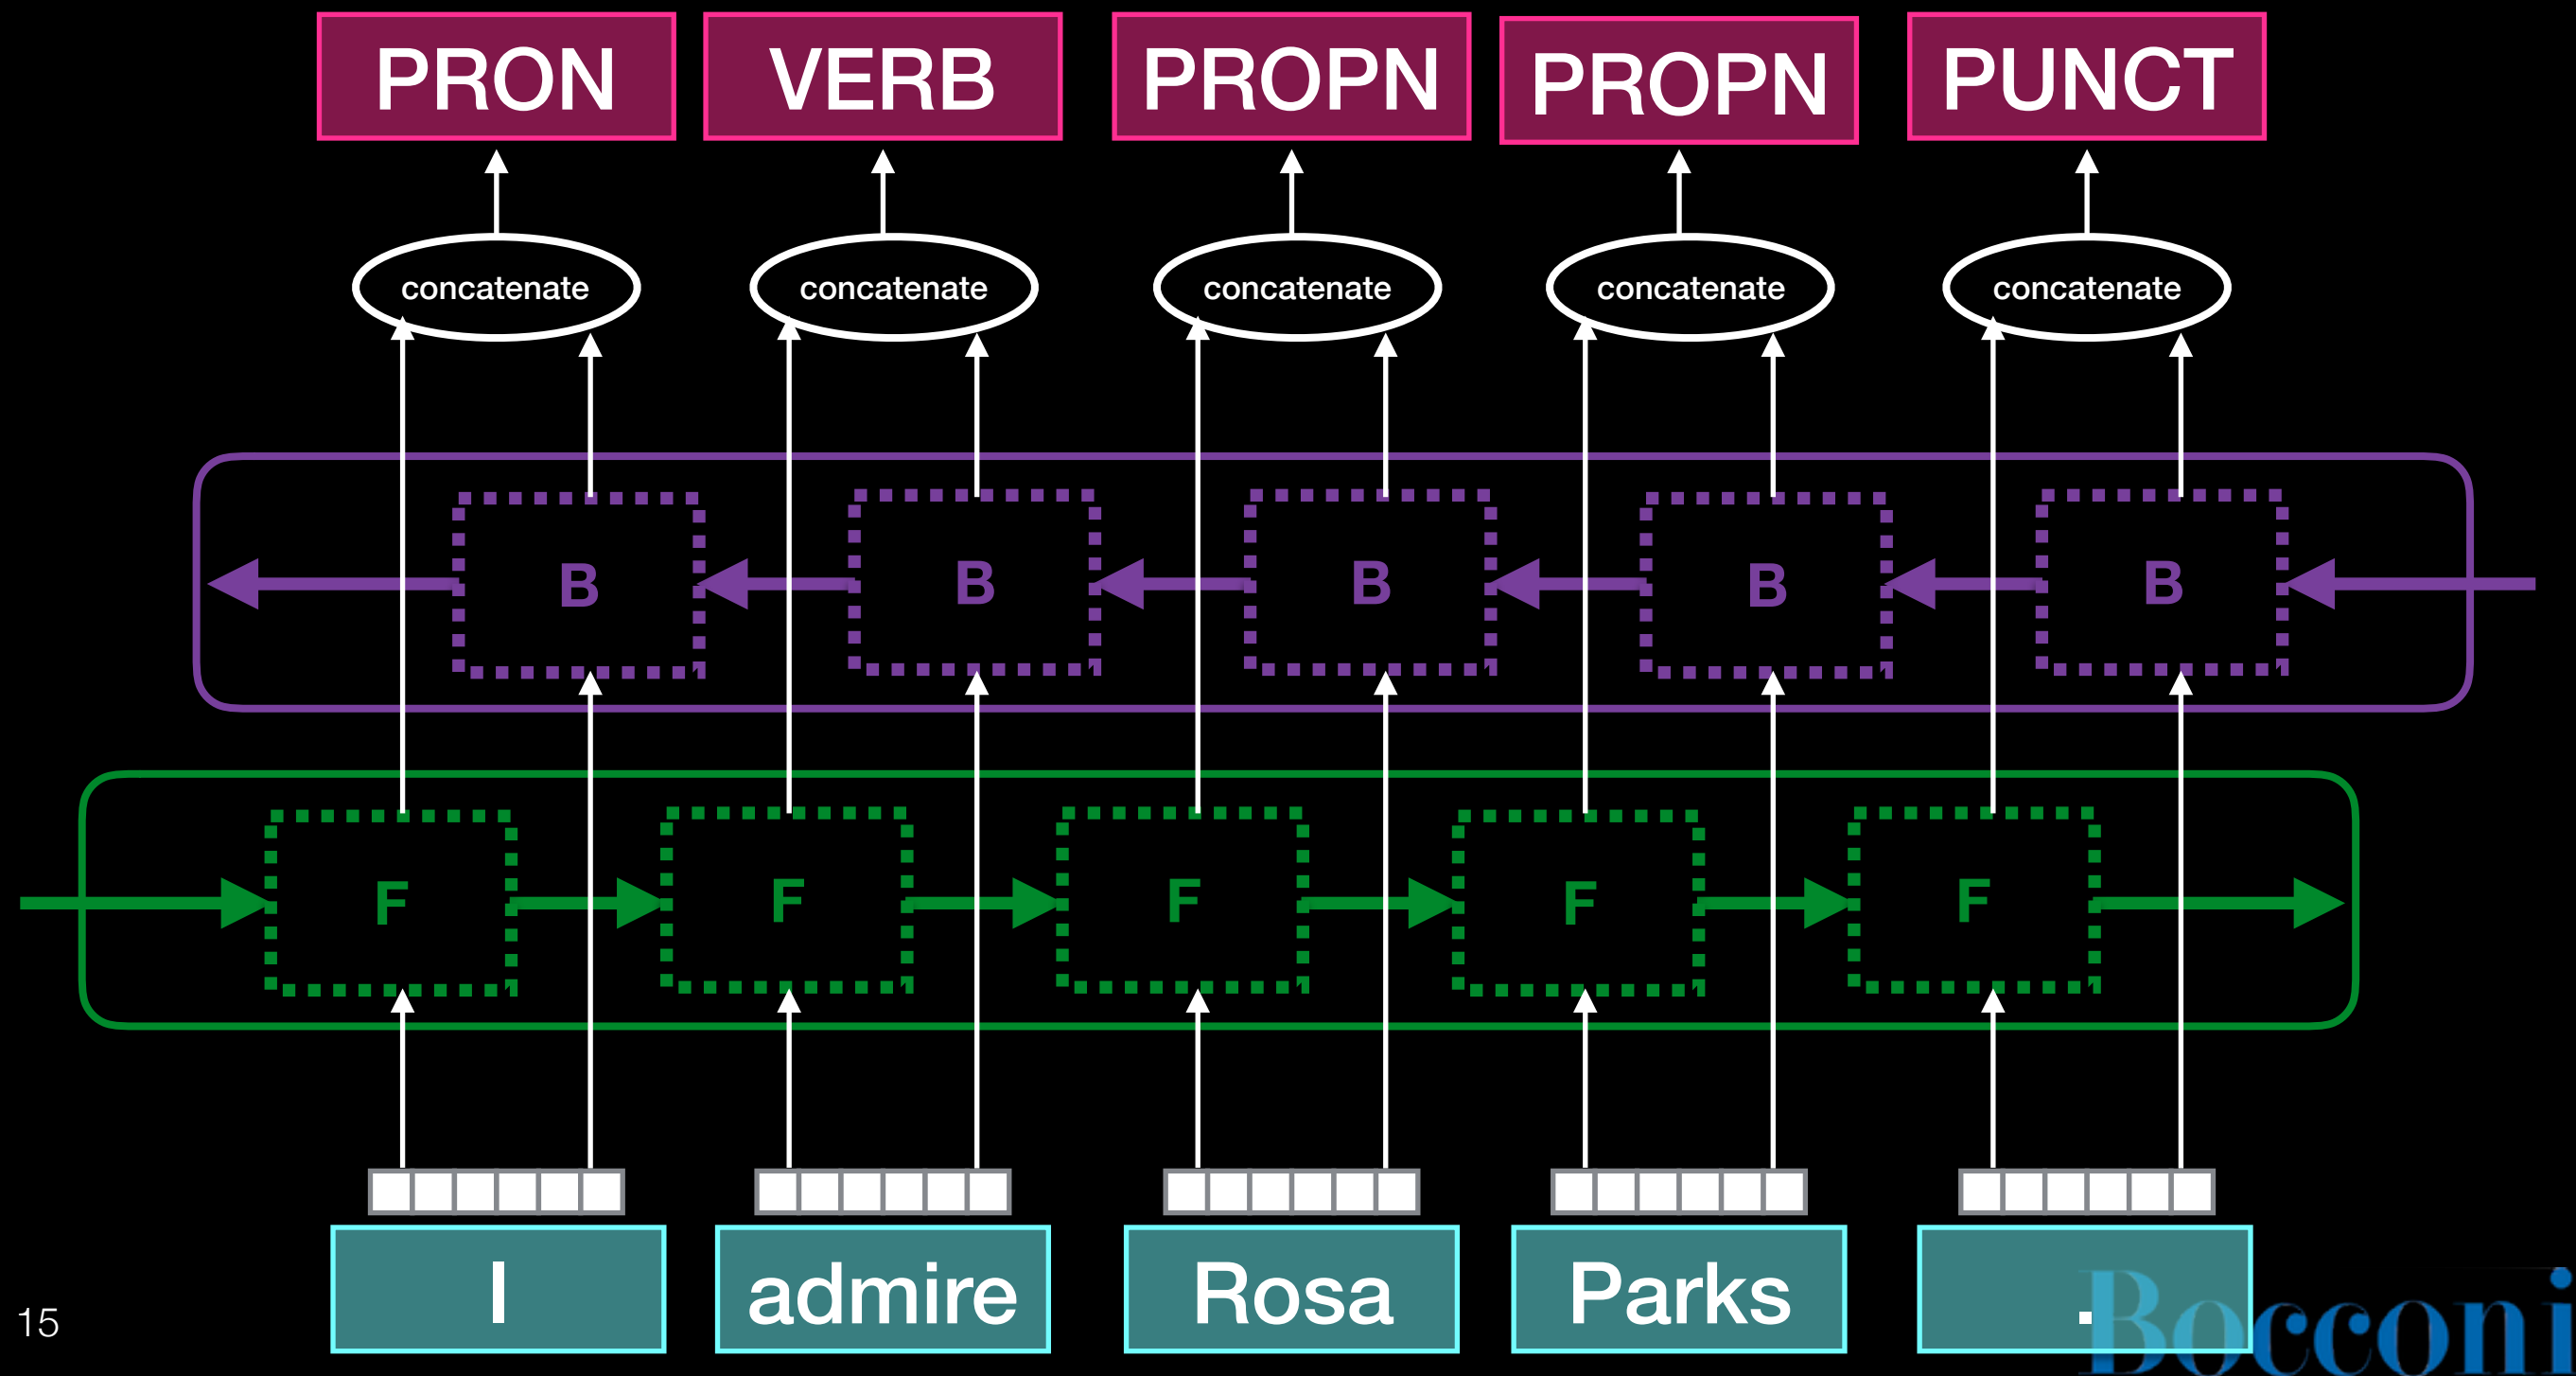 PRON VERB PROPN PROPN PUNCT
concatenate concatenate concatenate concatenate concatenate
B B B B B
F F F F F
I admire Rosa Parks .
15
Bocconi